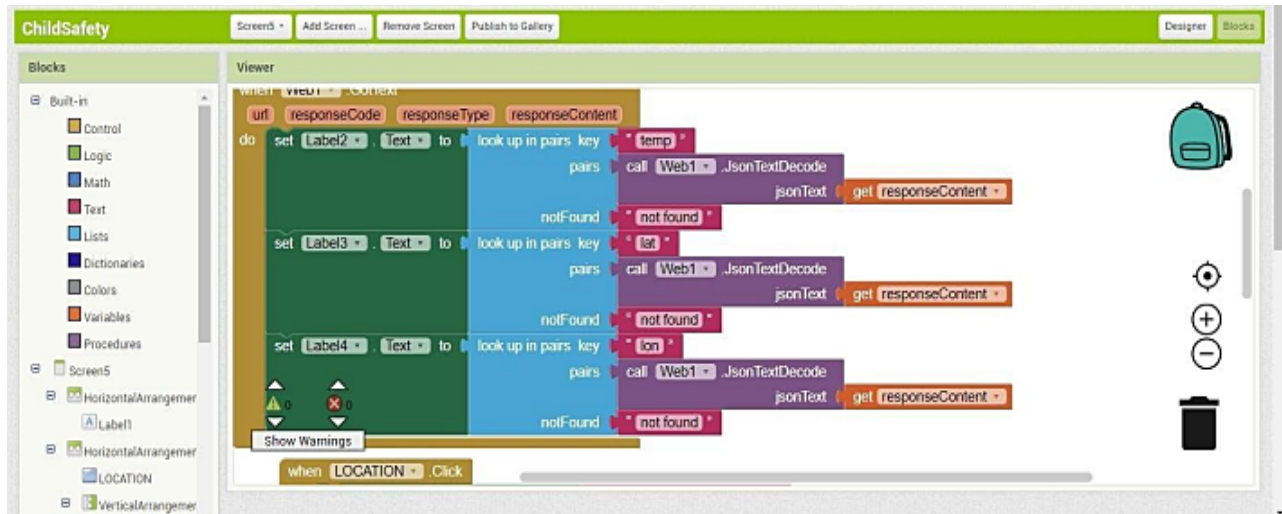 ChildSafety Screen5 Add Screen ... Remove Screen Publish to Gallery Designer Blocks
Blocks
Built-in
Control
Logic
Math
Text
Lists
Dictionaries
Colors
Variables
Procedures
Screen5
HorizontalArrangemer
Label1
HorizontalArrangemer
LOCATION
VerticalArrangemer
Viewer
when Web1 .GotText
url responseCode responseType responseContent
do set Label2 . Text to look up in pairs key " temp "
pairs call Web1 .JsonTextDecode
jsonText get responseContent
notFound " not found "
set Label3 . Text to look up in pairs key " lat "
pairs call Web1 .JsonTextDecode
jsonText get responseContent
notFound " not found "
set Label4 . Text to look up in pairs key " lon "
pairs call Web1 .JsonTextDecode
jsonText get responseContent
0 0
notFound " not found "
Show Warnings
when LOCATION .Click